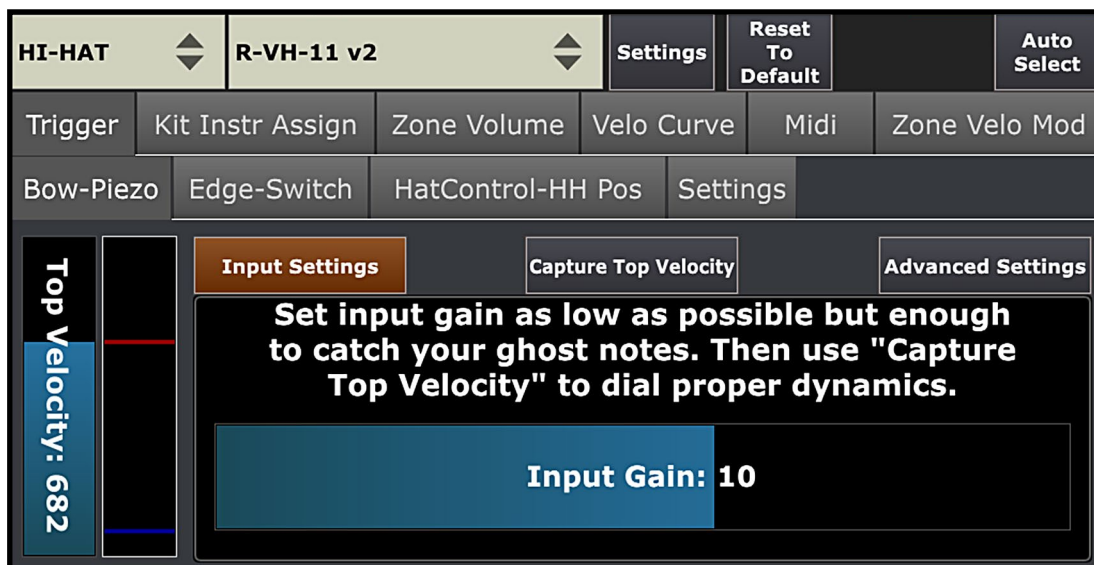 HI-HAT
R-VH-11 v2
Settings
Reset
To
Default
Auto
Select
Trigger
Kit Instr Assign
Zone Volume
Velo Curve
Midi
Zone Velo Mod
Bow-Piezo
Edge-Switch
HatControl-HH Pos
Settings
Top Velocity: 682
Input Settings
Capture Top Velocity
Advanced Settings
Set input gain as low as possible but enough
to catch your ghost notes. Then use "Capture
Top Velocity" to dial proper dynamics.
Input Gain: 10